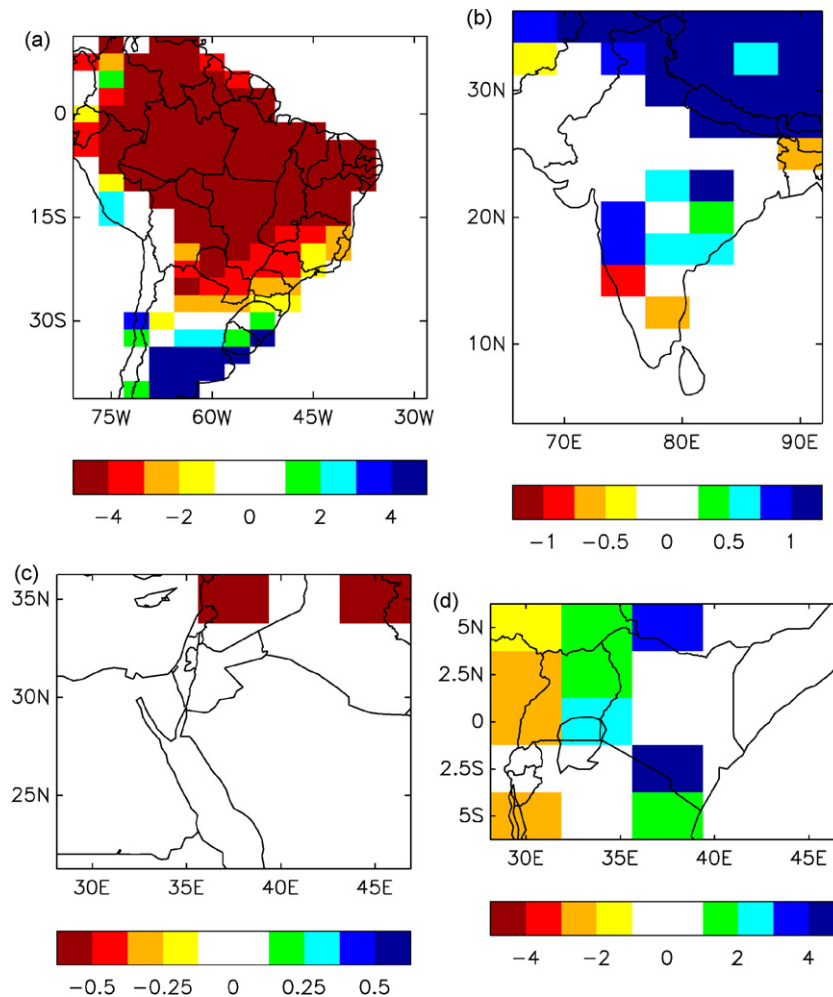 (a)
0
15S
30S
75W 60W 45W 30W
−4 −2 0 2 4
(b)
30N
20N
10N
70E 80E 90E
−1 −0.5 0 0.5 1
(c)
35N
30N
25N
30E 35E 40E 45E
−0.5 −0.25 0 0.25 0.5
(d)
5N
2.5N
0
2.5S
5S
30E 35E 40E 45E
−4 −2 0 2 4